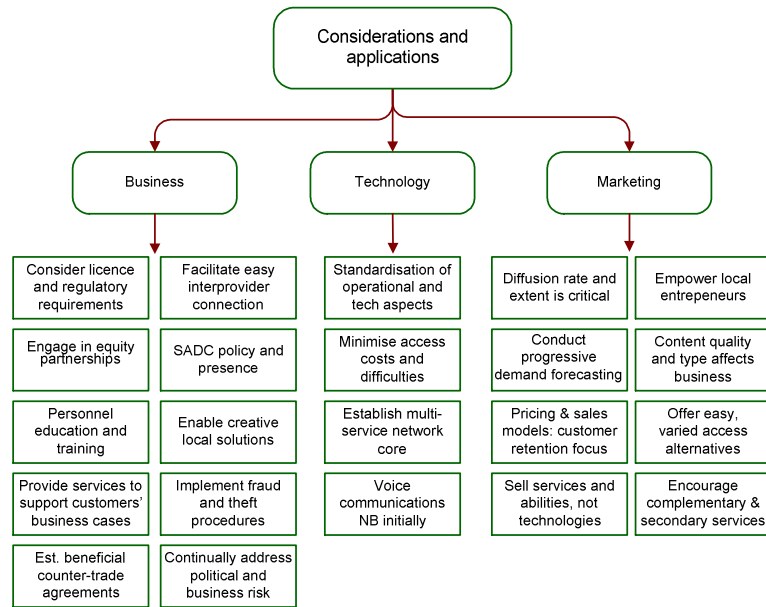 Considerations and
applications
Business
Technology
Marketing
Consider licence
and regulatory
requirements
Facilitate easy
interprovider
connection
Standardisation of
operational and
tech aspects
Diffusion rate and
extent is critical
Empower local
entrepeneurs
Engage in equity
partnerships
SADC policy and
presence
Minimise access
costs and
difficulties
Conduct
progressive
demand forecasting
Content quality
and type affects
business
Personnel
education and
training
Enable creative
local solutions
Establish multi-
service network
core
Pricing & sales
models: customer
retention focus
Offer easy,
varied access
alternatives
Provide services to
support customers'
business cases
Implement fraud
and theft
procedures
Voice
communications
NB initially
Sell services and
abilities, not
technologies
Encourage
complementary &
secondary services
Est. beneficial
counter-trade
agreements
Continually address
political and
business risk